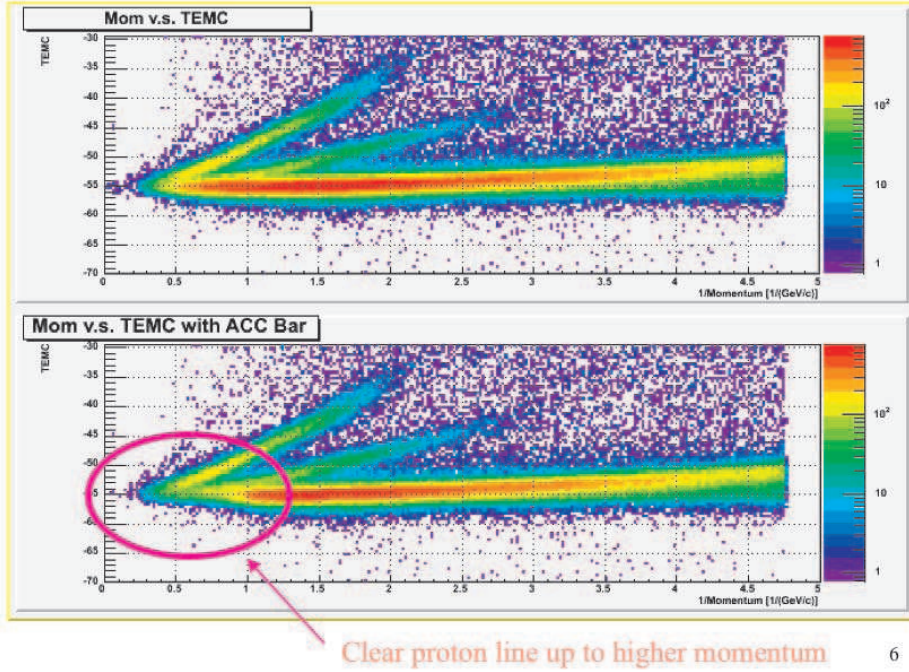 Mom v.s. TEMC
TEMC
-30
-35
-40
-45
-50
-55
-60
-65
-70
0 0.5 1 1.5 2 2.5 3 3.5 4 4.5 5
1/Momentum [1/(GeV/c)]
10²
10
1
Mom v.s. TEMC with ACC Bar
TEMC
-30
-35
-40
-45
-50
-55
-60
-65
-70
0 0.5 1 1.5 2 2.5 3 3.5 4 4.5 5
1/Momentum [1/(GeV/c)]
10²
10
1
Clear proton line up to higher momentum
6